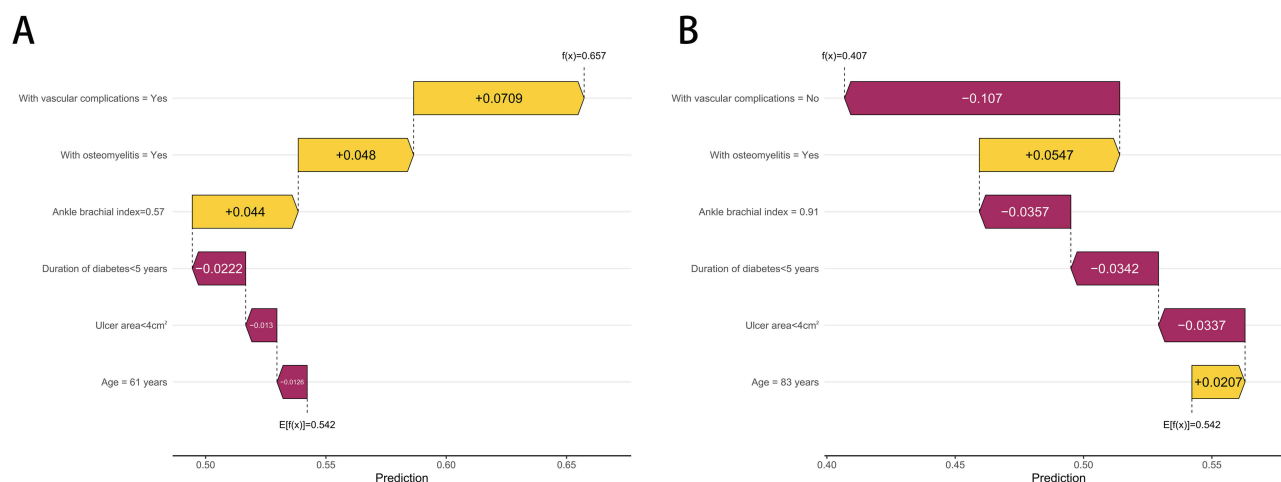 A
f(x)=0.657
With vascular complications = Yes
+0.0709
With osteomyelitis = Yes
+0.048
Ankle brachial index=0.57
+0.044
Duration of diabetes<5 years
−0.0222
Ulcer area<4cm²
−0.013
Age = 61 years
−0.0126
E[f(x)]=0.542
0.50 0.55 0.60 0.65
Prediction
B
f(x)=0.407
With vascular complications = No
−0.107
With osteomyelitis = Yes
+0.0547
Ankle brachial index = 0.91
−0.0357
Duration of diabetes<5 years
−0.0342
Ulcer area<4cm²
−0.0337
Age = 83 years
+0.0207
E[f(x)]=0.542
0.40 0.45 0.50 0.55
Prediction